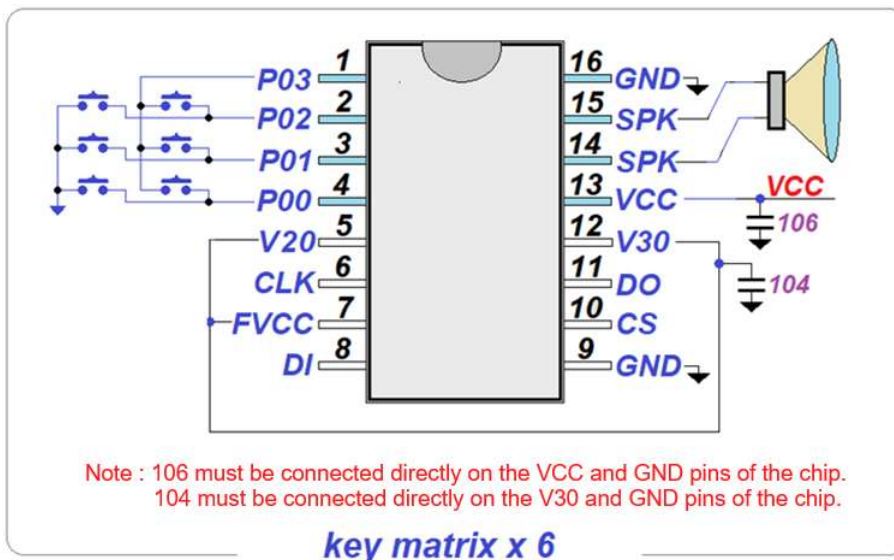 1 16
P03 GND
2 15
P02 SPK
3 14
P01 SPK
4 13
P00 VCC VCC
5 12 106
V20 V30
6 11
CLK DO 104
7 10
FVCC CS
8 9
DI GND
Note : 106 must be connected directly on the VCC and GND pins of the chip.
104 must be connected directly on the V30 and GND pins of the chip.
key matrix x 6